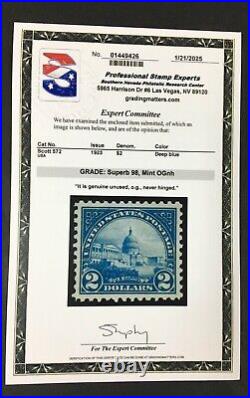 No. 01449426
1/21/2025
Professional Stamp Experts
Southern Nevada Philatelic Research Center
5965 Harrison Dr #6 Las Vegas, NV 89120
gradingmatters.com
Expert Committee
We have examined the enclosed item submitted, of which an
image is shown below, and are of the opinion that:
Cat No. Issue Denom. Color
Scott 572 1923 $2 Deep blue
USA
GRADE: Superb 98, Mint OGnh
"It is genuine unused, o.g., never hinged."
UNITED STATES POSTAGE
2 2
DOLLARS
For The Expert Committee